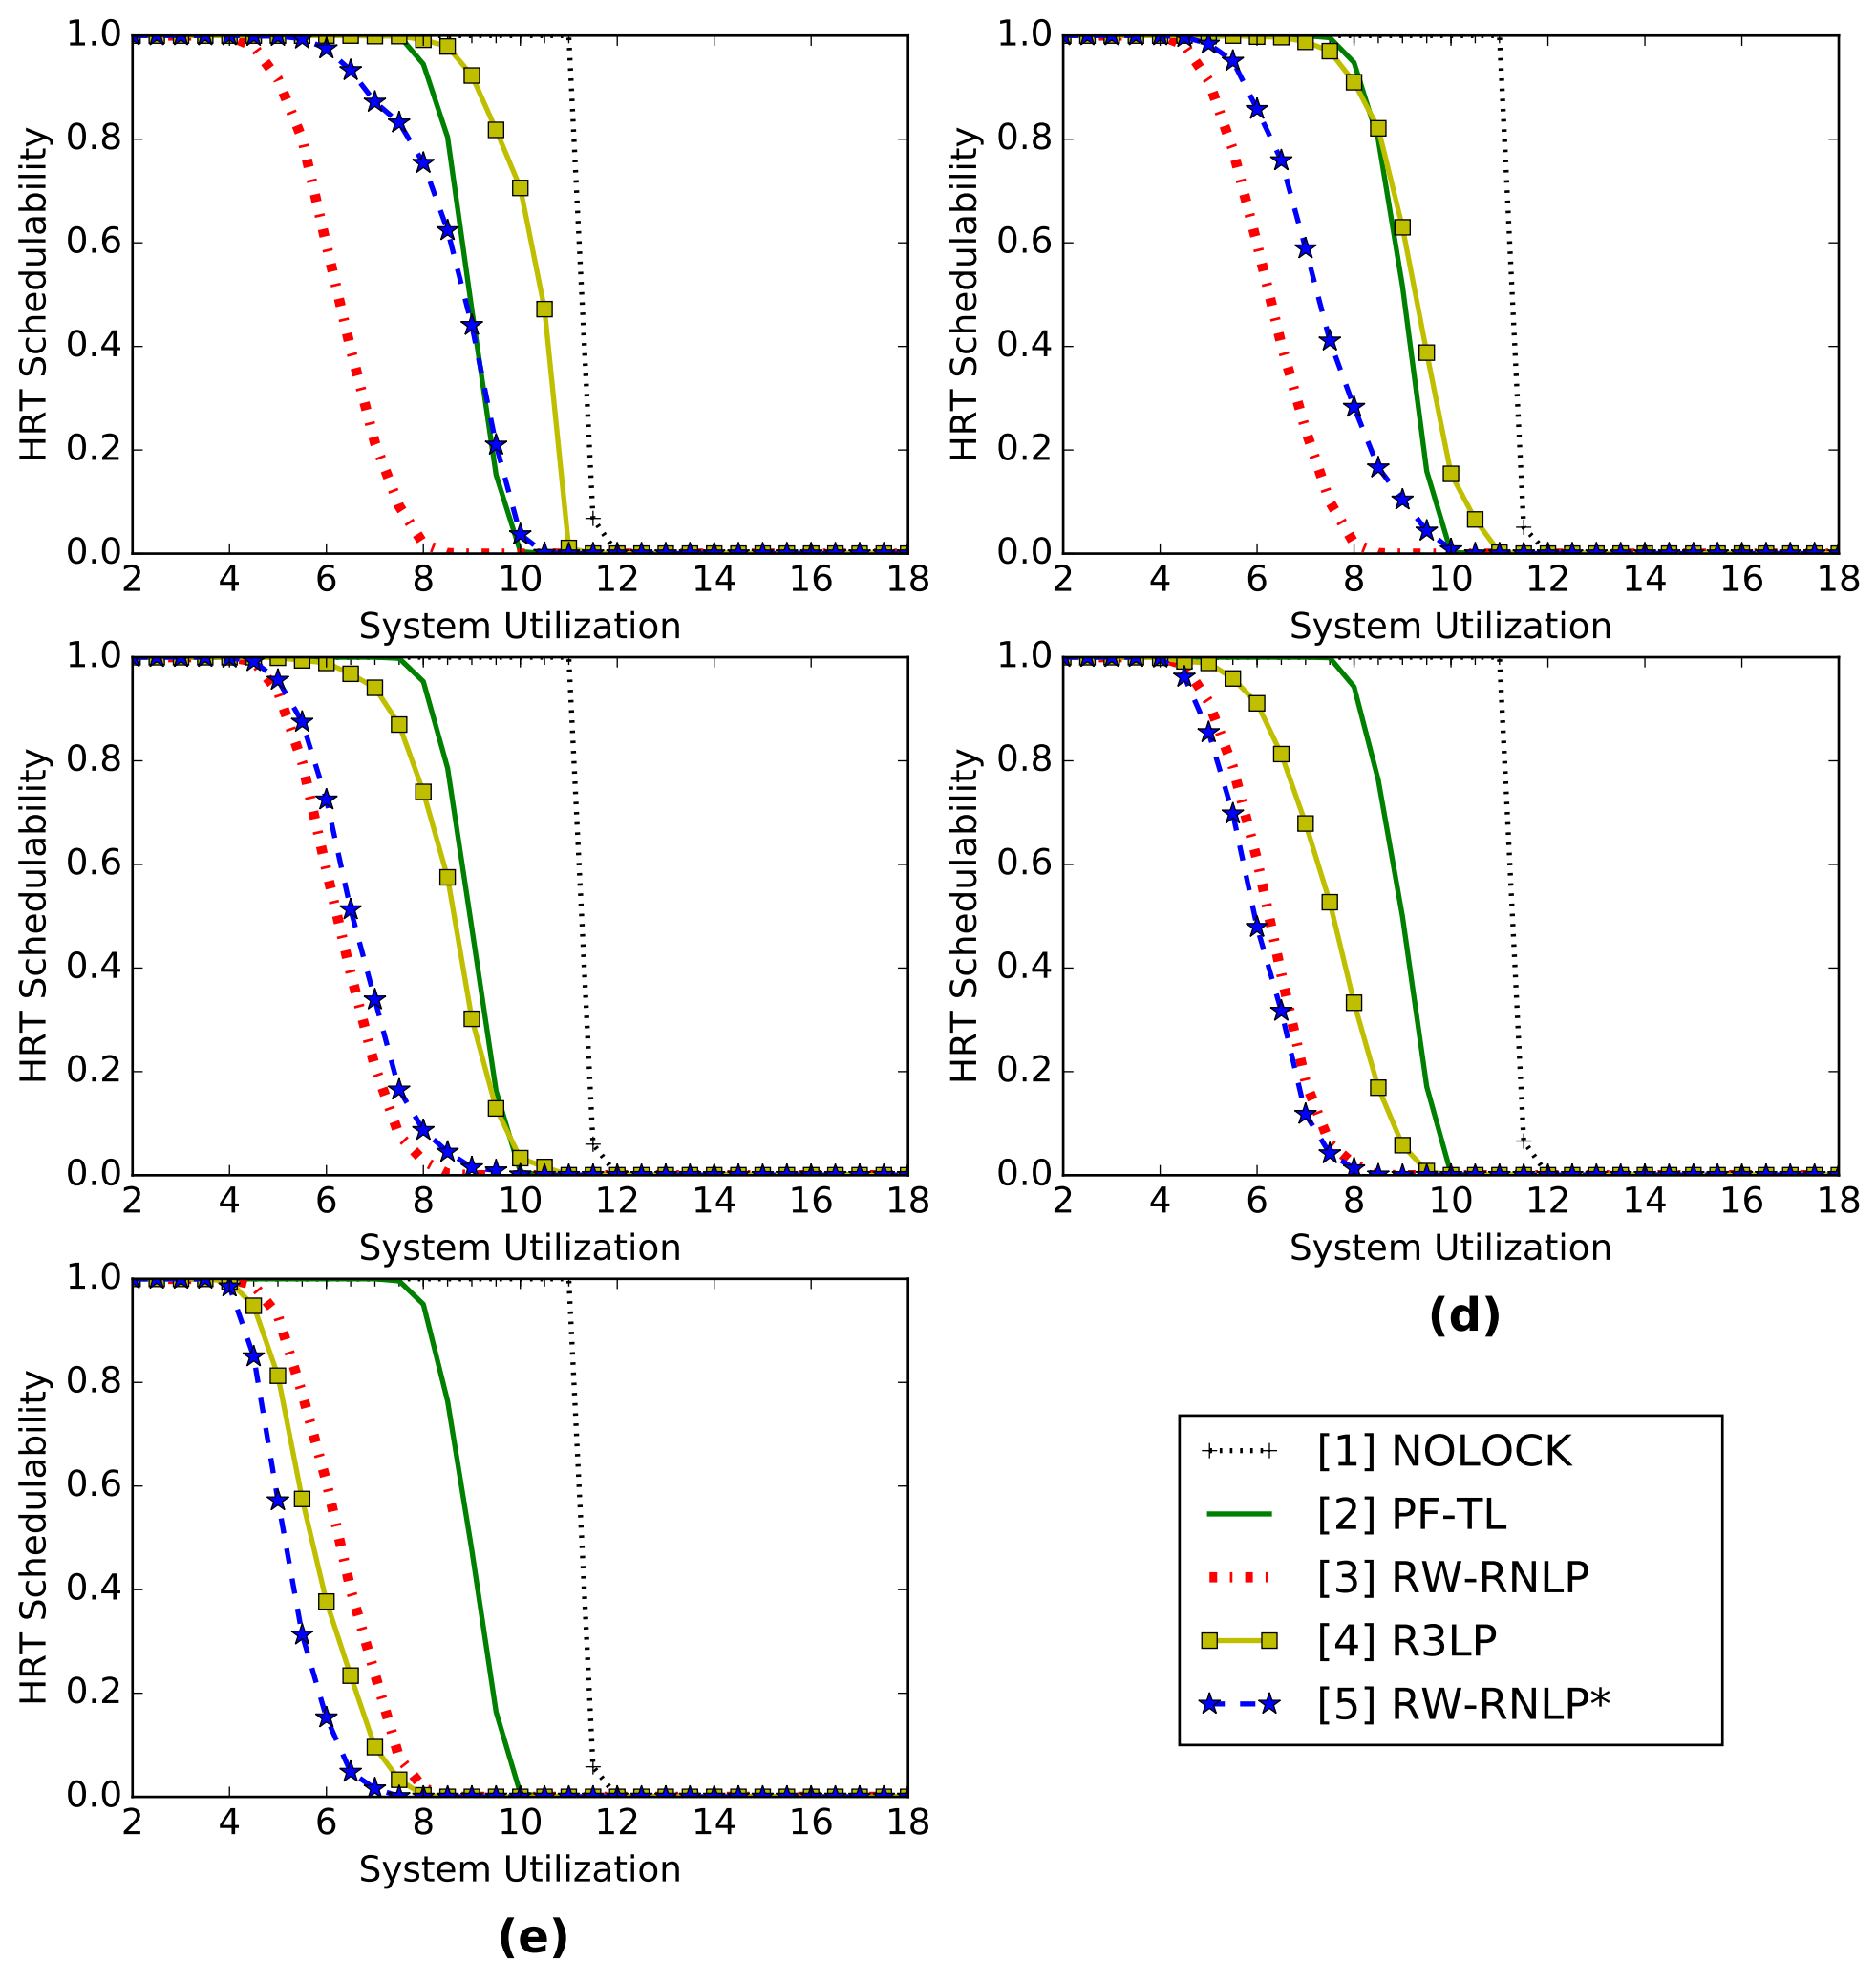 1.0
0.8
0.6
0.4
0.2
0.0
HRT Schedulability
2 4 6 8 10 12 14 16 18
System Utilization
1.0
0.8
0.6
0.4
0.2
0.0
HRT Schedulability
2 4 6 8 10 12 14 16 18
System Utilization
1.0
0.8
0.6
0.4
0.2
0.0
HRT Schedulability
2 4 6 8 10 12 14 16 18
System Utilization
1.0
0.8
0.6
0.4
0.2
0.0
HRT Schedulability
2 4 6 8 10 12 14 16 18
System Utilization
(d)
1.0
0.8
0.6
0.4
0.2
0.0
HRT Schedulability
2 4 6 8 10 12 14 16 18
System Utilization
(e)
[1] NOLOCK
[2] PF-TL
[3] RW-RNLP
[4] R3LP
[5] RW-RNLP*